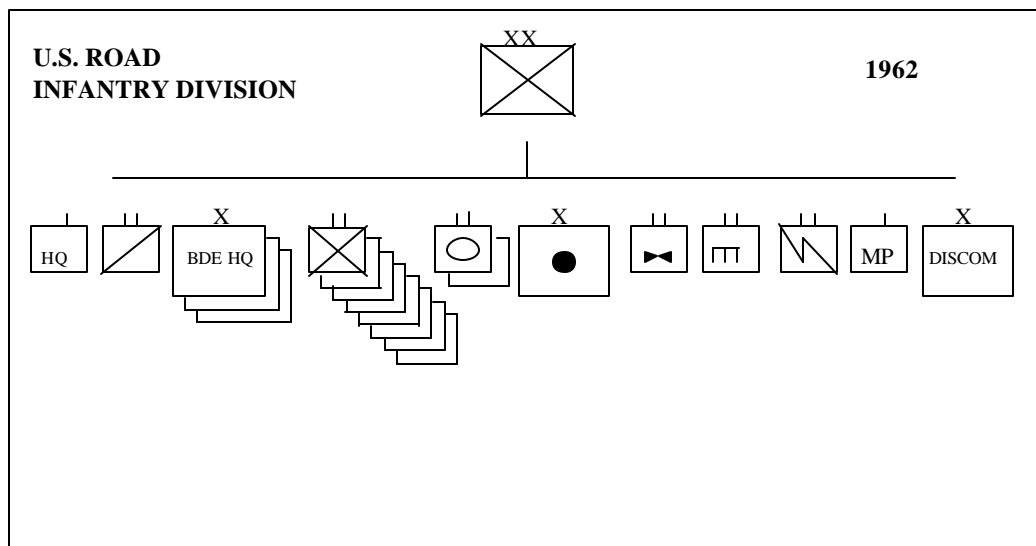 U.S. ROAD
INFANTRY DIVISION
XX
1962
X
X
X
HQ
BDE HQ
MP
DISCOM